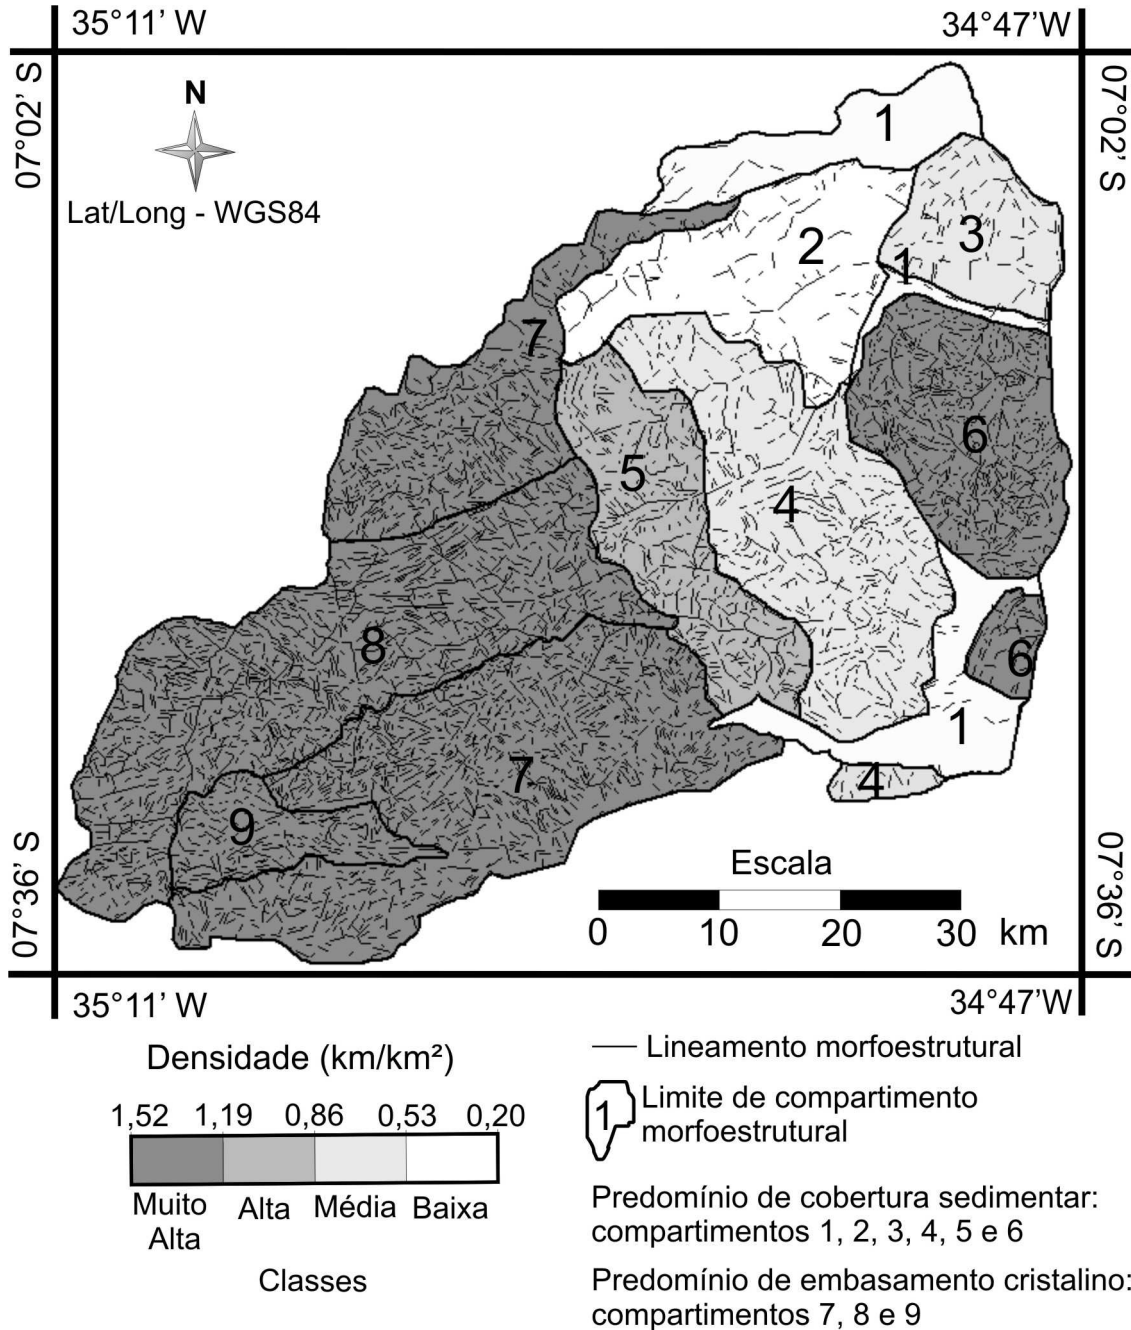 35°11’ W
34°47’W
07°02’ S
07°02’ S
N
Lat/Long - WGS84
1
2
3
1
7
6
5
4
8
6
1
7
4
9
07°36’ S
07°36’ S
Escala
0 10 20 30 km
35°11’ W
34°47’W
Densidade (km/km²)
1,52 1,19 0,86 0,53 0,20
Muito Alta Média Baixa
Alta
Classes
Lineamento morfoestrutural
1
Limite de compartimento
morfoestrutural
Predomínio de cobertura sedimentar:
compartimentos 1, 2, 3, 4, 5 e 6
Predomínio de embasamento cristalino:
compartimentos 7, 8 e 9